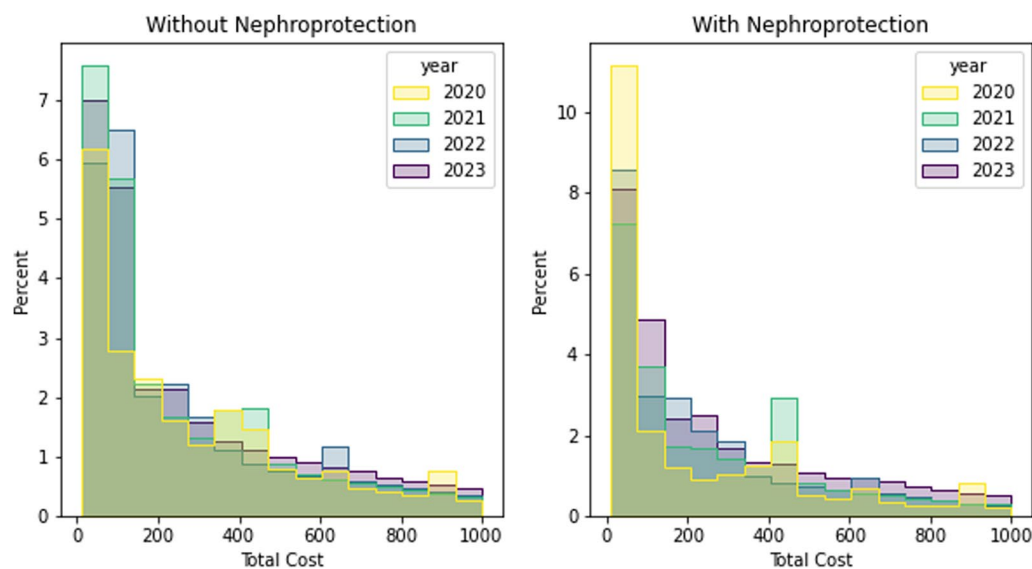 Without Nephroprotection
With Nephroprotection
year
2020
2021
2022
2023
7
6
5
4
3
2
1
0
Percent
0 200 400 600 800 1000
Total Cost
year
2020
2021
2022
2023
10
8
6
4
2
0
Percent
0 200 400 600 800 1000
Total Cost